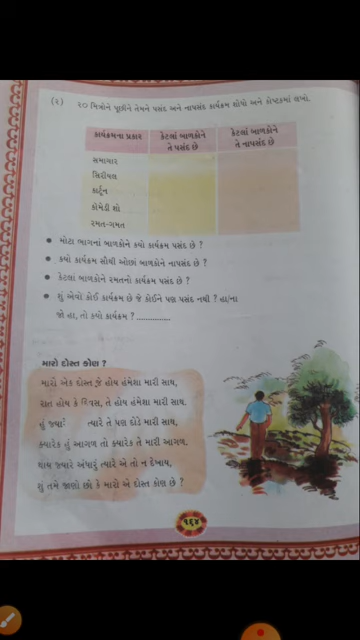 (૨) ૨૦ મિત્રોને પૂછીને તેમને પસંદ અને નાપસંદ કાર્યક્રમ શોધો અને કોષ્ટકમાં લખો.
કાર્યક્રમના પ્રકાર કેટલાં બાળકોને તે પસંદ છે કેટલાં બાળકોને તે નાપસંદ છે
સમાચાર
સિરીયલ
કાર્ટૂન
કોમેડી શો
રમત-ગમત
• મોટા ભાગનાં બાળકોને કયો કાર્યક્રમ પસંદ છે ?
• કયો કાર્યક્રમ સૌથી ઓછાં બાળકોને નાપસંદ છે ?
• કેટલાં બાળકોને રમતનો કાર્યક્રમ પસંદ છે ?
• શું એવો કોઈ કાર્યક્રમ છે જે કોઈને પણ પસંદ નથી ? હા/ના
જો હા, તો કયો કાર્યક્રમ ? ...............
મારો દોસ્ત કોણ ?
મારો એક દોસ્ત જે હોય હંમેશા મારી સાથ,
રાત હોય કે દિવસ, તે હોય હંમેશા મારી સાથ.
હું ત્યારે તે પણ દોડે મારી સાથ,
ક્યારેક હું આગળ તો ક્યારેક તે મારી આગળ.
થાય જ્યારે અંધારું ત્યારે એ તો ન દેખાય,
શું તમે જાણો છો કે મારો એ દોસ્ત કોણ છે ?
૧૬૪